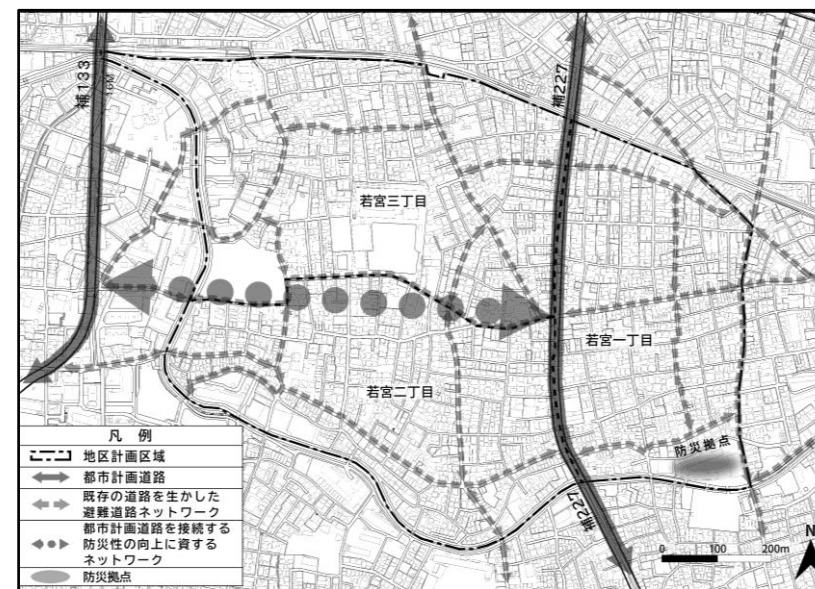 補133
16M
補227
若宮三丁目
若宮一丁目
若宮二丁目
防災拠点
補227
凡 例
地区計画区域
都市計画道路
既存の道路を生かした
避難道路ネットワーク
都市計画道路を接続する
防災性の向上に資する
ネットワーク
防災拠点
N
0 100 200m